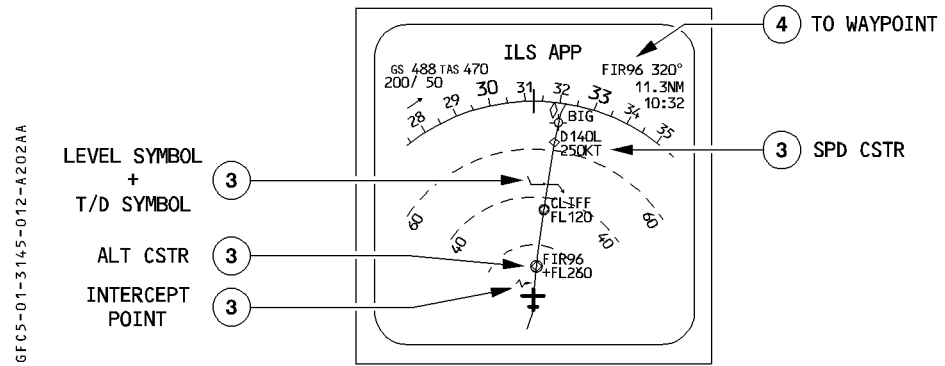 4 TO WAYPOINT
ILS APP
GS 488 TAS 470
200/ 50
FIR96 320°
11.3NM
10:32
28 29 30 31 32 33 34 35
BIG
D140L
250KT
3 SPD CSTR
LEVEL SYMBOL
+
T/D SYMBOL
3
CLIFF
FL120
60 60
40 40
ALT CSTR 3
FIR96
+FL260
INTERCEPT
POINT
3
GFC5-01-3145-012-A202AA